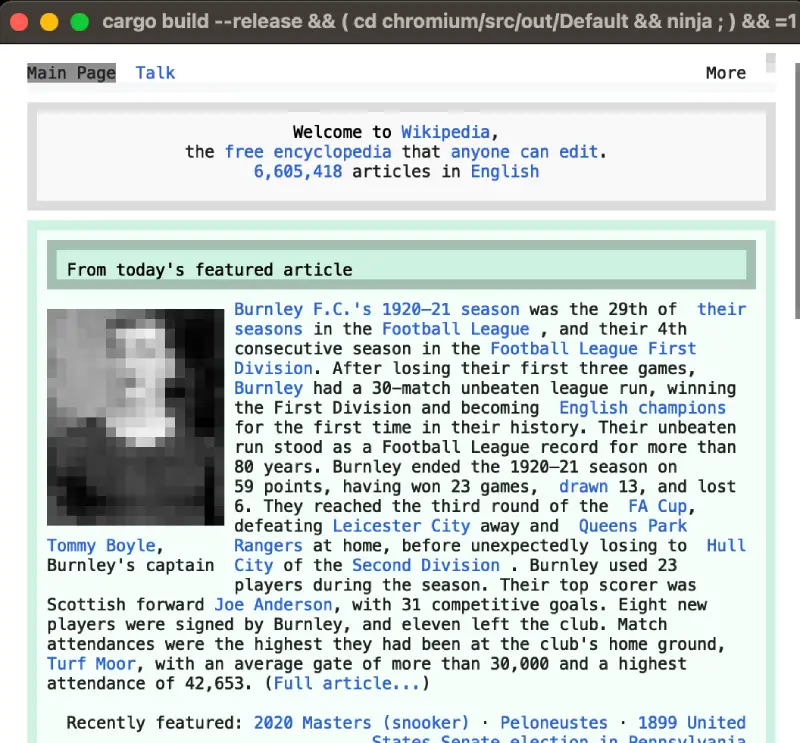 cargo build --release && ( cd chromium/src/out/Default && ninja ; ) && =1
Main Page Talk More
Welcome to Wikipedia,
the free encyclopedia that anyone can edit.
6,605,418 articles in English
From today's featured article
Burnley F.C.'s 1920–21 season was the 29th of their
seasons in the Football League , and their 4th
consecutive season in the Football League First
Division. After losing their first three games,
Burnley had a 30–match unbeaten league run, winning
the First Division and becoming English champions
for the first time in their history. Their unbeaten
run stood as a Football League record for more than
80 years. Burnley ended the 1920–21 season on
59 points, having won 23 games, drawn 13, and lost
6. They reached the third round of the FA Cup,
defeating Leicester City away and Queens Park
Rangers at home, before unexpectedly losing to Hull
City of the Second Division . Burnley used 23
players during the season. Their top scorer was
Tommy Boyle,
Burnley's captain
Scottish forward Joe Anderson, with 31 competitive goals. Eight new
players were signed by Burnley, and eleven left the club. Match
attendances were the highest they had been at the club's home ground,
Turf Moor, with an average gate of more than 30,000 and a highest
attendance of 42,653. (Full article...)
Recently featured: 2020 Masters (snooker) · Peloneustes · 1899 United
States Senate election in Pennsylvania